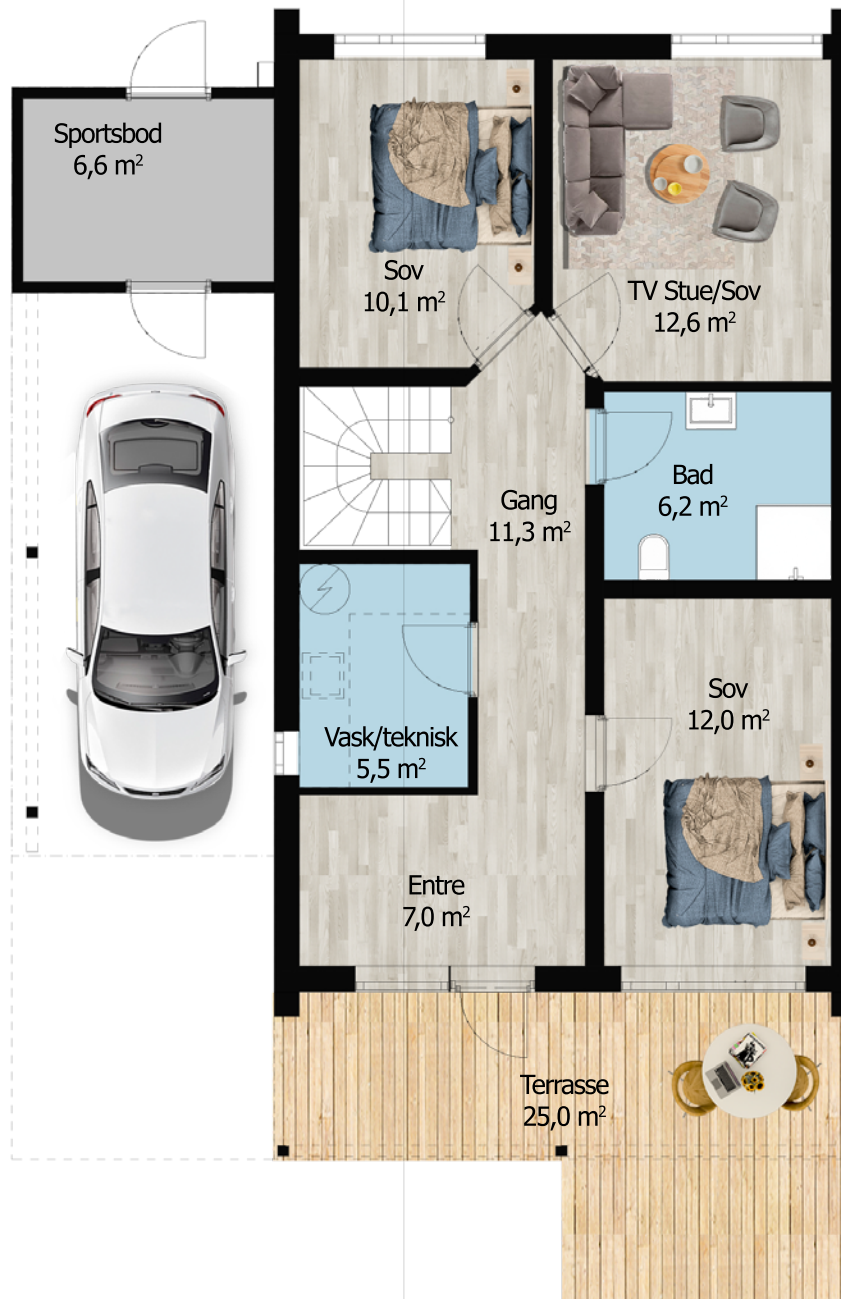 Sportsbod
6,6 m²
Sov
10,1 m²
TV Stue/Sov
12,6 m²
Gang
11,3 m²
Bad
6,2 m²
Sov
12,0 m²
Vask/teknisk
5,5 m²
Entre
7,0 m²
Terrasse
25,0 m²